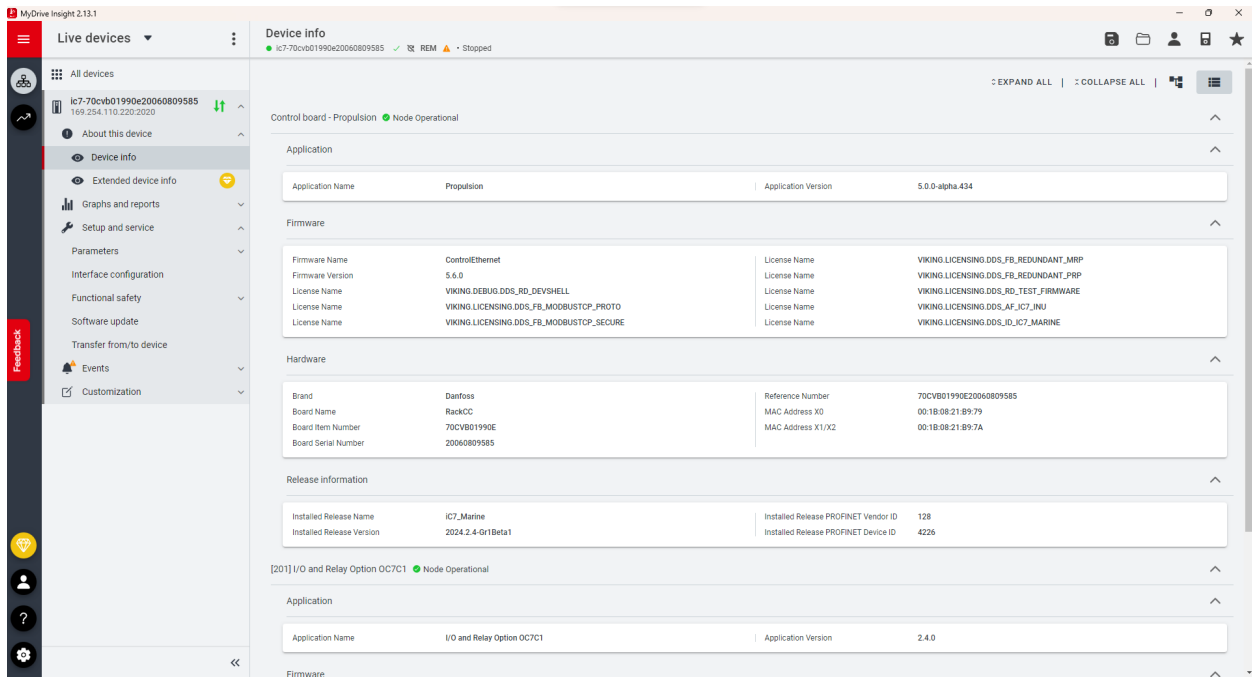 MyDrive Insight 2.13.1
Live devices
Device info
ic7-70cvb01990e20060809585 REM • Stopped
All devices
ic7-70cvb01990e20060809585
169.254.110.220:2020
About this device
Device info
Extended device info
Graphs and reports
Setup and service
Parameters
Interface configuration
Functional safety
Software update
Transfer from/to device
Events
Customization
Feedback
EXPAND ALL | COLLAPSE ALL |
Control board - Propulsion Node Operational
Application
Application Name Propulsion Application Version 5.0.0-alpha.434
Firmware
Firmware Name ControlEthernet License Name VIKING.LICENSING.DDS_FB_REDUNDANT_MRP
Firmware Version 5.6.0 License Name VIKING.LICENSING.DDS_FB_REDUNDANT_PRP
License Name VIKING.DEBUG.DDS_RD_DEVSHELL License Name VIKING.LICENSING.DDS_RD_TEST_FIRMWARE
License Name VIKING.LICENSING.DDS_FB_MODBUSTCP_PROTO License Name VIKING.LICENSING.DDS_AF_IC7_INU
License Name VIKING.LICENSING.DDS_FB_MODBUSTCP_SECURE License Name VIKING.LICENSING.DDS_ID_IC7_MARINE
Hardware
Brand Danfoss Reference Number 70CVB01990E20060809585
Board Name RackCC MAC Address X0 00:1B:08:21:B9:79
Board Item Number 70CVB01990E MAC Address X1/X2 00:1B:08:21:B9:7A
Board Serial Number 20060809585
Release information
Installed Release Name iC7_Marine Installed Release PROFINET Vendor ID 128
Installed Release Version 2024.2.4-Gr1Beta1 Installed Release PROFINET Device ID 4226
[201] I/O and Relay Option OC7C1 Node Operational
Application
Application Name I/O and Relay Option OC7C1 Application Version 2.4.0
Firmware